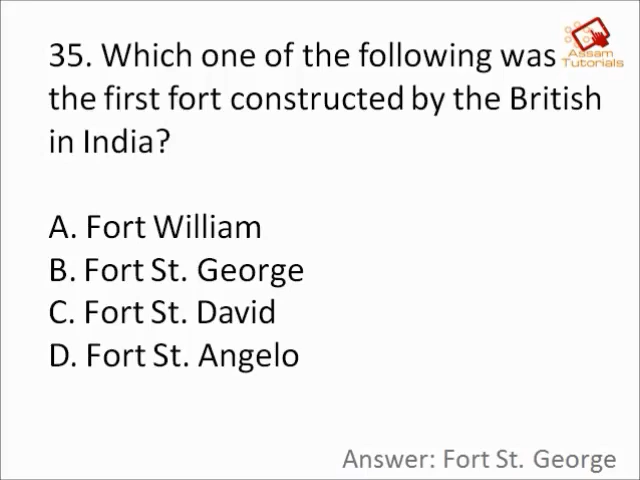 35. Which one of the following was
the first fort constructed by the British
in India?
A. Fort William
B. Fort St. George
C. Fort St. David
D. Fort St. Angelo
Answer: Fort St. George
Assam
Tutorials